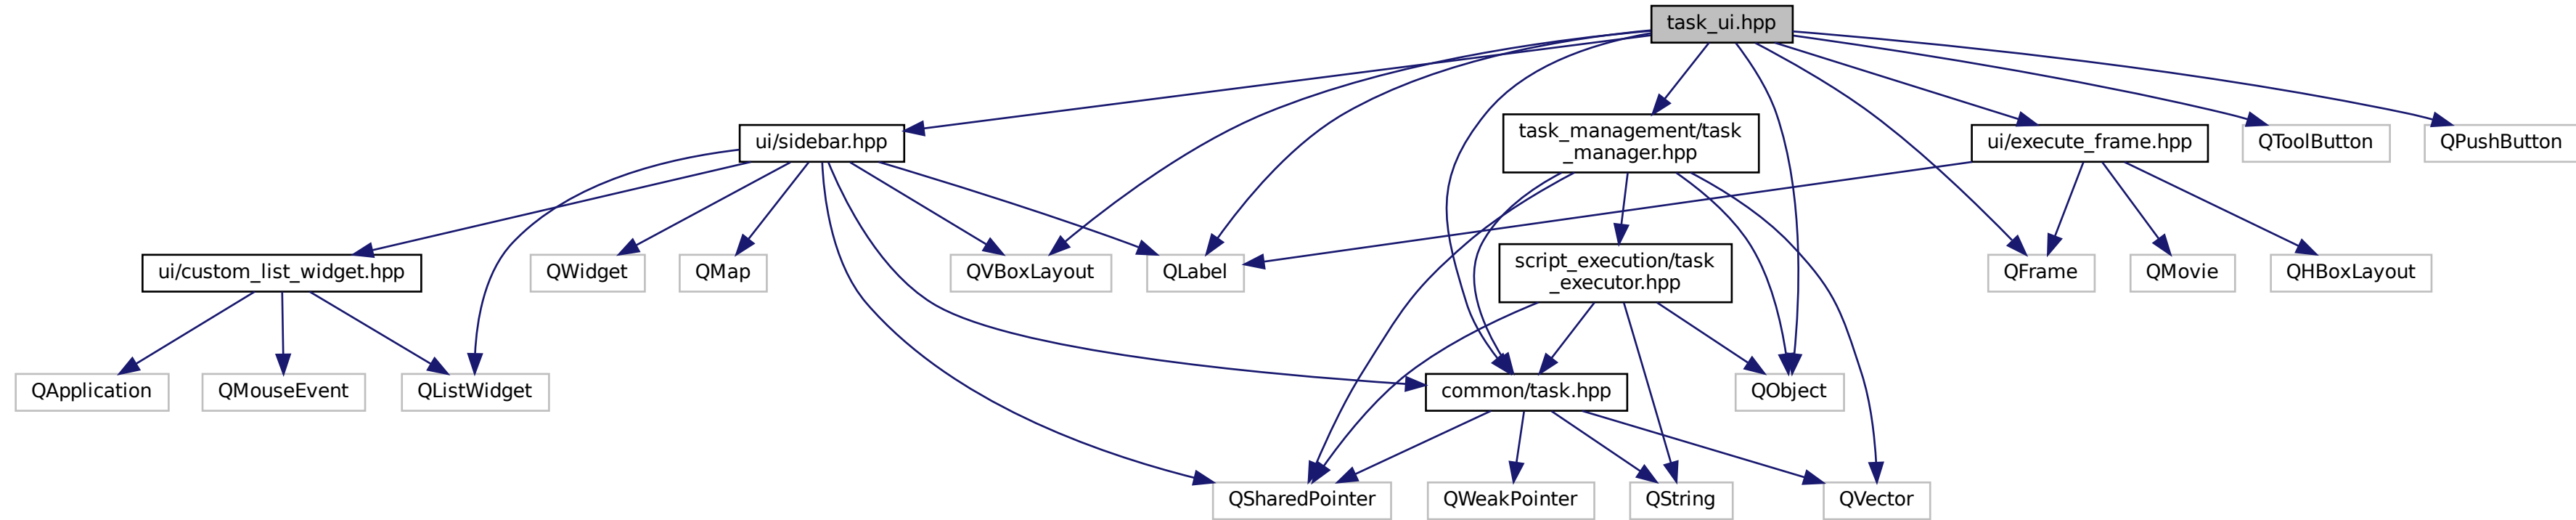 task_ui.hpp
task_management/task
_manager.hpp
ui/sidebar.hpp
ui/execute_frame.hpp
QToolButton
QPushButton
script_execution/task
_executor.hpp
ui/custom_list_widget.hpp
QWidget
QMap
QVBoxLayout
QLabel
QFrame
QMovie
QHBoxLayout
QApplication
QMouseEvent
QListWidget
common/task.hpp
QObject
QSharedPointer
QWeakPointer
QString
QVector